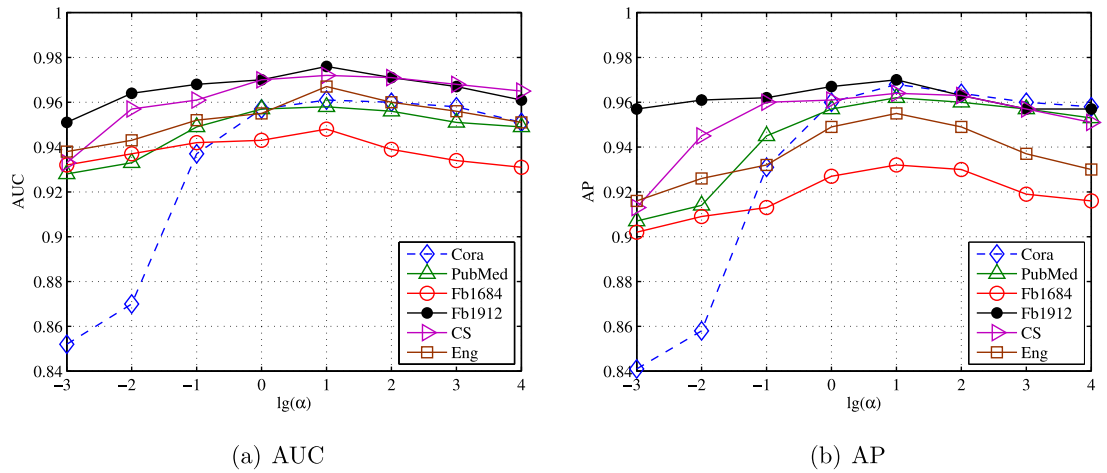 1
0.98
0.96
0.94
0.92
0.9
0.88
0.86
0.84
AUC
−3 −2 −1 0 1 2 3 4
lg(α)
Cora
PubMed
Fb1684
Fb1912
CS
Eng
(a) AUC
1
0.98
0.96
0.94
0.92
0.9
0.88
0.86
0.84
AP
−3 −2 −1 0 1 2 3 4
lg(α)
Cora
PubMed
Fb1684
Fb1912
CS
Eng
(b) AP